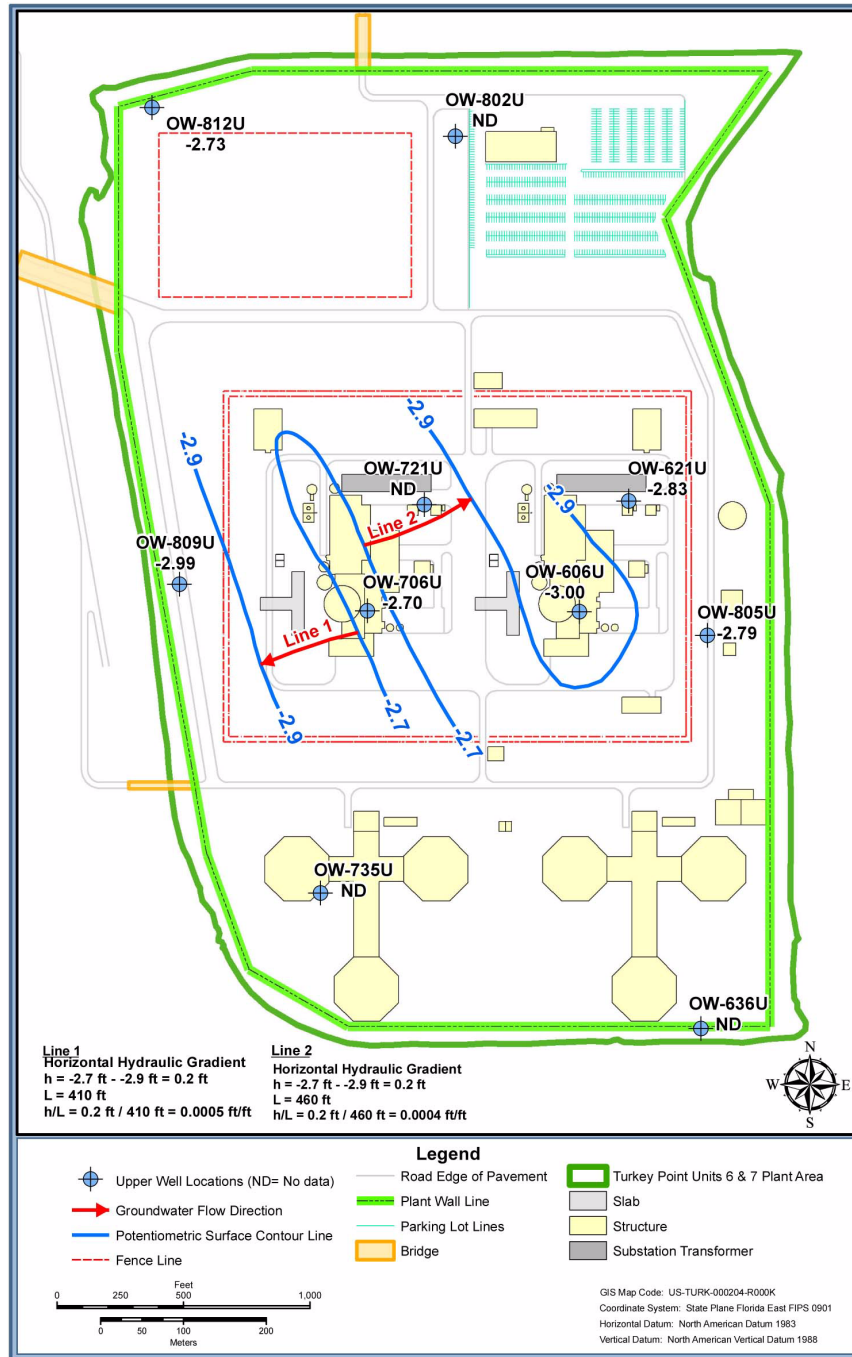 OW-802U
ND
OW-812U
-2.73
-2.9
-2.9
OW-721U
ND
OW-621U
-2.83
-2.9
Line 2
OW-809U
-2.99
OW-706U
-2.70
OW-606U
-3.00
OW-805U
-2.79
Line 1
-2.9
-2.7
-2.7
OW-735U
ND
OW-636U
ND
Line 1
Horizontal Hydraulic Gradient
h = -2.7 ft - -2.9 ft = 0.2 ft
L = 410 ft
h/L = 0.2 ft / 410 ft = 0.0005 ft/ft
Line 2
Horizontal Hydraulic Gradient
h = -2.7 ft - -2.9 ft = 0.2 ft
L = 460 ft
h/L = 0.2 ft / 460 ft = 0.0004 ft/ft
N
W E
S
Legend
Upper Well Locations (ND= No data)
Groundwater Flow Direction
Potentiometric Surface Contour Line
Fence Line
Road Edge of Pavement
Plant Wall Line
Parking Lot Lines
Bridge
Turkey Point Units 6 & 7 Plant Area
Slab
Structure
Substation Transformer
Feet
0 250 500 1,000
0 50 100 200
Meters
GIS Map Code: US-TURK-000204-R000K
Coordinate System: State Plane Florida East FIPS 0901
Horizontal Datum: North American Datum 1983
Vertical Datum: North American Vertical Datum 1988